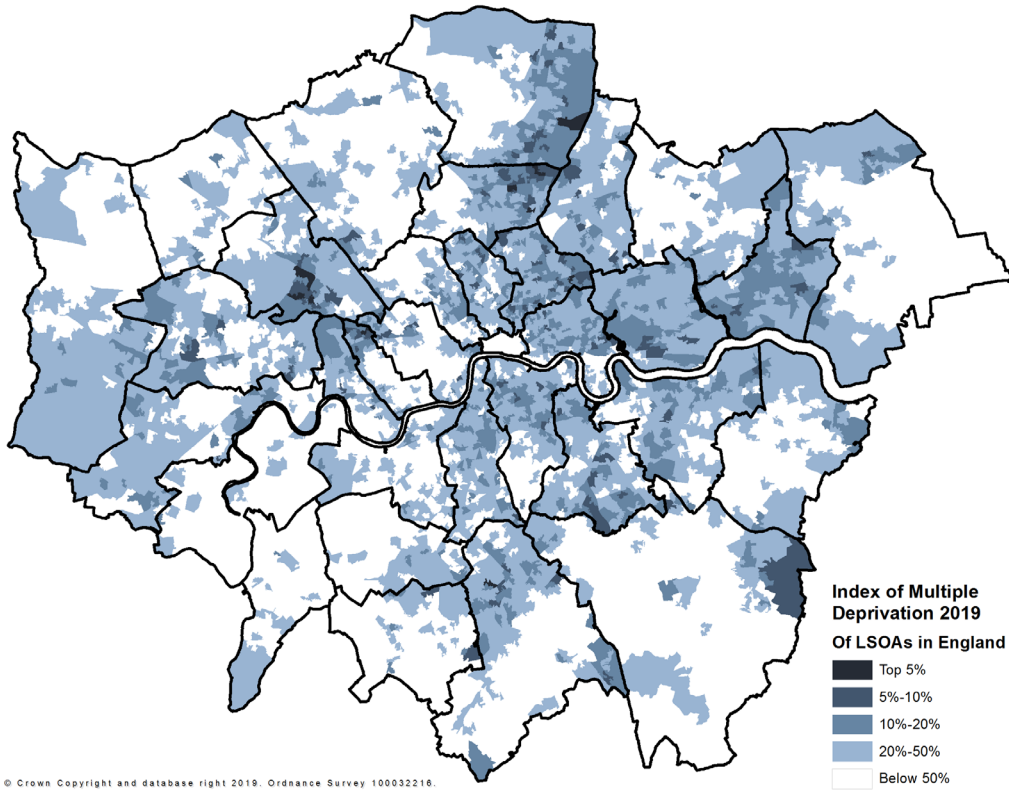 Index of Multiple
Deprivation 2019
Of LSOAs in England
Top 5%
5%-10%
10%-20%
20%-50%
Below 50%
© Crown Copyright and database right 2019. Ordnance Survey 100032216.